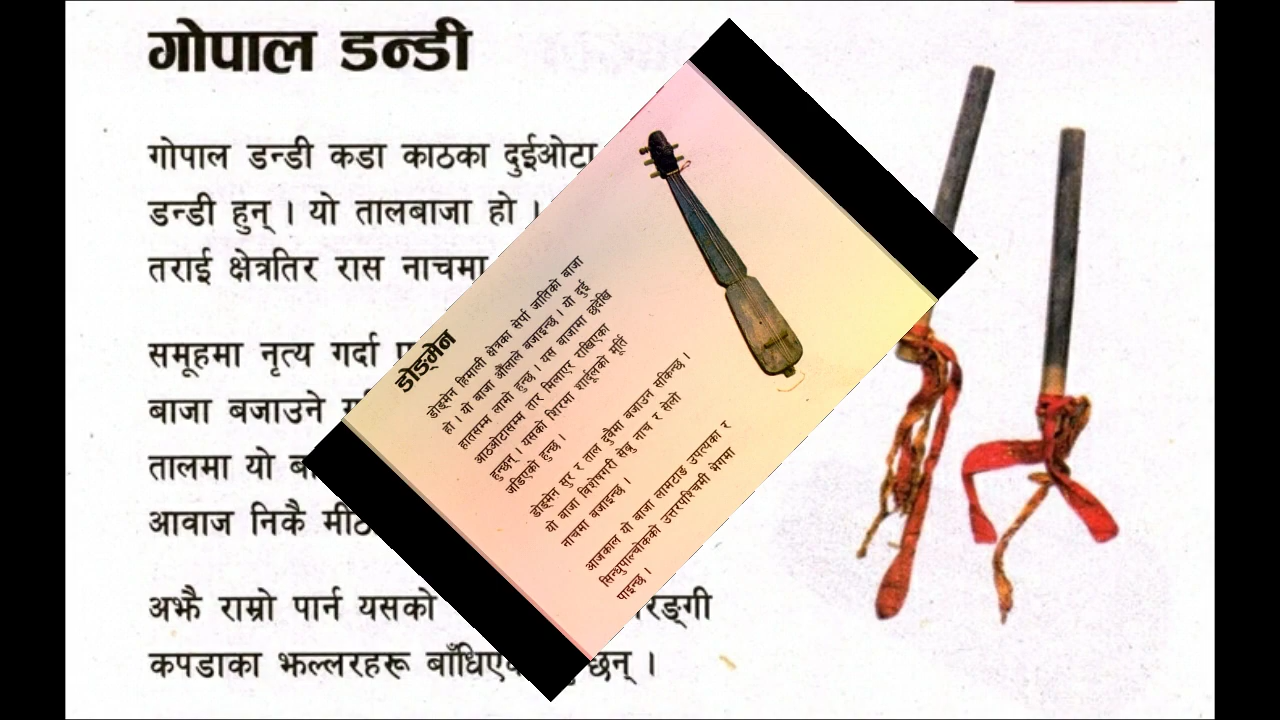 गोपाल डन्डी
गोपाल डन्डी कडा काठका दुईओटा
डन्डी हुन् । यो तालबाजा हो ।
तराई क्षेत्रतिर रास नाचमा
समूहमा नृत्य गर्दा
बाजा बजाउने
तालमा यो
आवाज निकै
अझै राम्रो पार्न यसको
कपडाका झल्लरहरू छन् ।
डोङ्मेन
डोङ्मेन हिमाली क्षेत्रका सेर्पा जातिको बाजा
हो । यो बाजा औंलाले बजाइन्छ । यो दुई
हातसम्म लामो हुन्छ । यस बाजामा छदेखि
आठओटासम्म तार मिलाएर राखिएका
हुन्छन् । यसको शिरमा शार्दूलको मूर्ति
जडिएको हुन्छ ।
डोङ्मेन सुर र ताल दुवैमा बजाउन सकिन्छ ।
यो बाजा विशेषगरी सेब्रु नाच र सेलो
नाचमा बजाइन्छ ।
आजकाल यो बाजा लामटाङ उपत्यका र
सिन्धुपाल्चोकको उत्तरपश्चिमी भेगमा
पाइन्छ ।